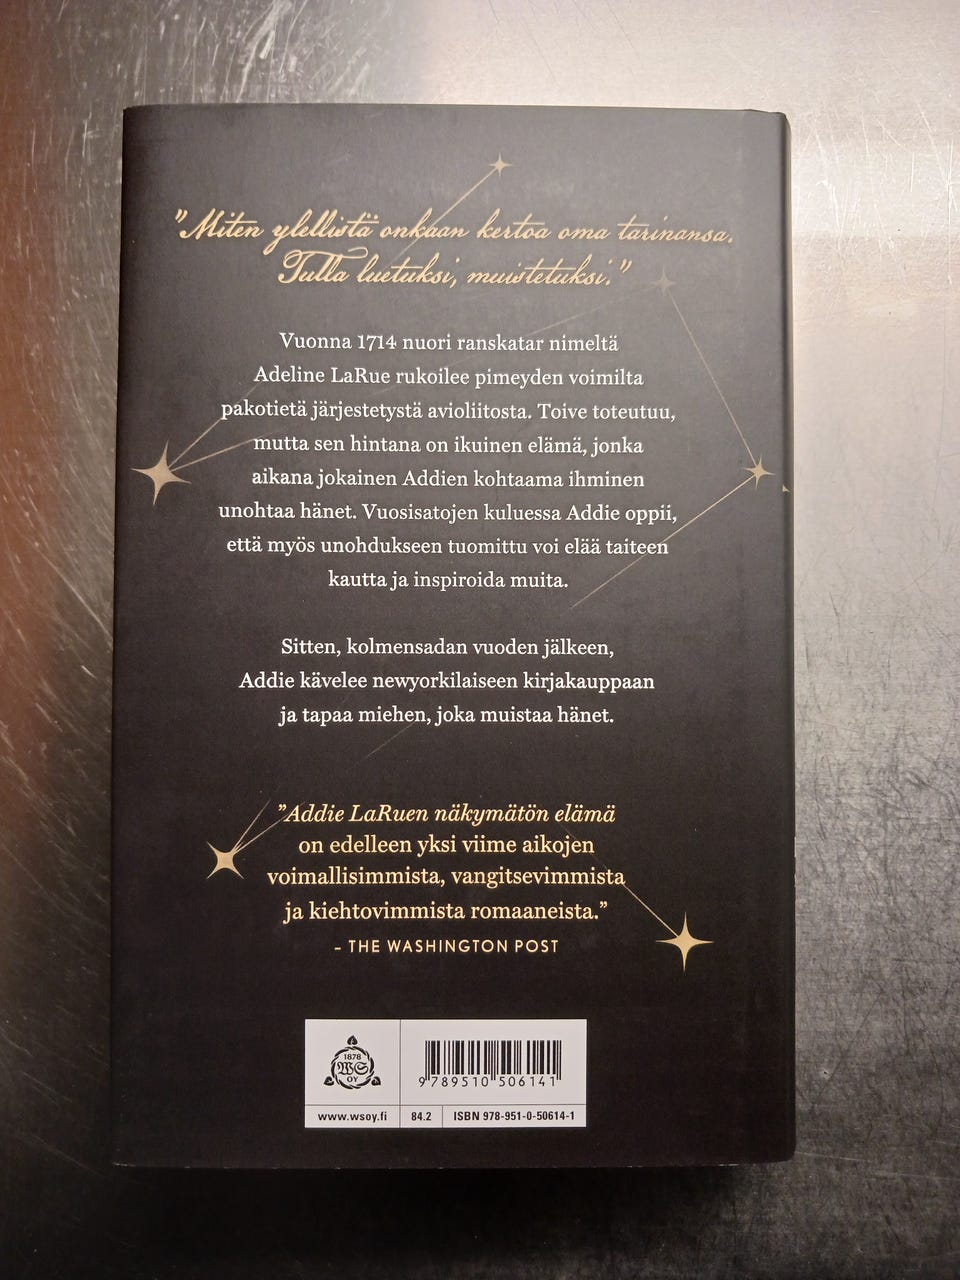 "Miten ylellistä onkaan kertoa oma tarinansa.
Tulla luetuksi, muistetuksi."
Vuonna 1714 nuori ranskatar nimeltä
Adeline LaRue rukoilee pimeyden voimilta
pakotietä järjestetystä avioliitosta. Toive toteutuu,
mutta sen hintana on ikuinen elämä, jonka
aikana jokainen Addien kohtaama ihminen
unohtaa hänet. Vuosisatojen kuluessa Addie oppii,
että myös unohdukseen tuomittu voi elää taiteen
kautta ja inspiroida muita.
Sitten, kolmensadan vuoden jälkeen,
Addie kävelee newyorkilaiseen kirjakauppaan
ja tapaa miehen, joka muistaa hänet.
”Addie LaRuen näkymätön elämä
on edelleen yksi viime aikojen
voimallisimmista, vangitsevimmista
ja kiehtovimmista romaaneista.”
– THE WASHINGTON POST
1878
WS
OY
9 789510 506141
www.wsoy.fi
84.2
ISBN 978-951-0-50614-1